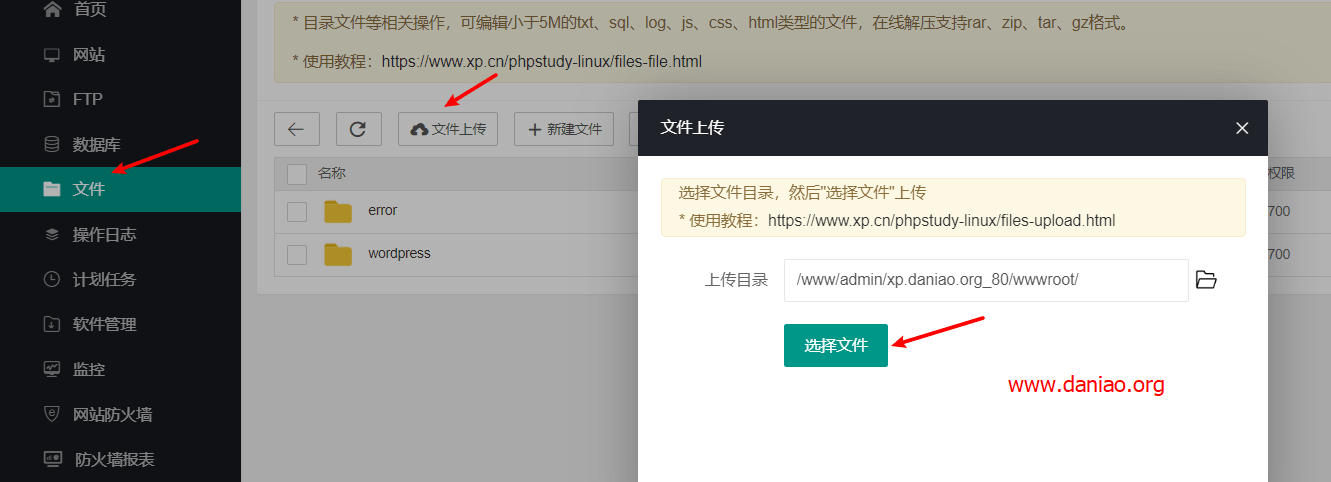 首页
网站
FTP
数据库
文件
操作日志
计划任务
软件管理
监控
网站防火墙
防火墙报表
* 目录文件等相关操作，可编辑小于5M的txt、sql、log、js、css、html类型的文件，在线解压支持rar、zip、tar、gz格式。
* 使用教程：https://www.xp.cn/phpstudy-linux/files-file.html
文件上传
新建文件
名称
权限
error
700
wordpress
700
文件上传
选择文件目录，然后"选择文件"上传
* 使用教程：https://www.xp.cn/phpstudy-linux/files-upload.html
上传目录 /www/admin/xp.daniao.org_80/wwwroot/
选择文件
www.daniao.org